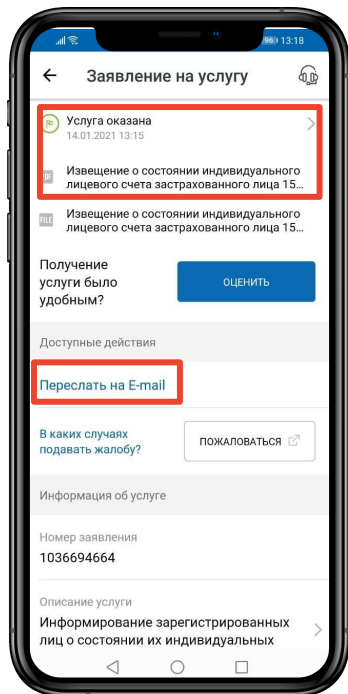 96 13:18
Заявление на услугу
Услуга оказана
14.01.2021 13:15
PDF
Извещение о состоянии индивидуального
лицевого счета застрахованного лица 15...
FILE
Извещение о состоянии индивидуального
лицевого счета застрахованного лица 15...
Получение
услуги было
удобным?
ОЦЕНИТЬ
Доступные действия
Переслать на E-mail
В каких случаях
подавать жалобу?
ПОЖАЛОВАТЬСЯ
Информация об услуге
Номер заявления
1036694664
Описание услуги
Информирование зарегистрированных
лиц о состоянии их индивидуальных